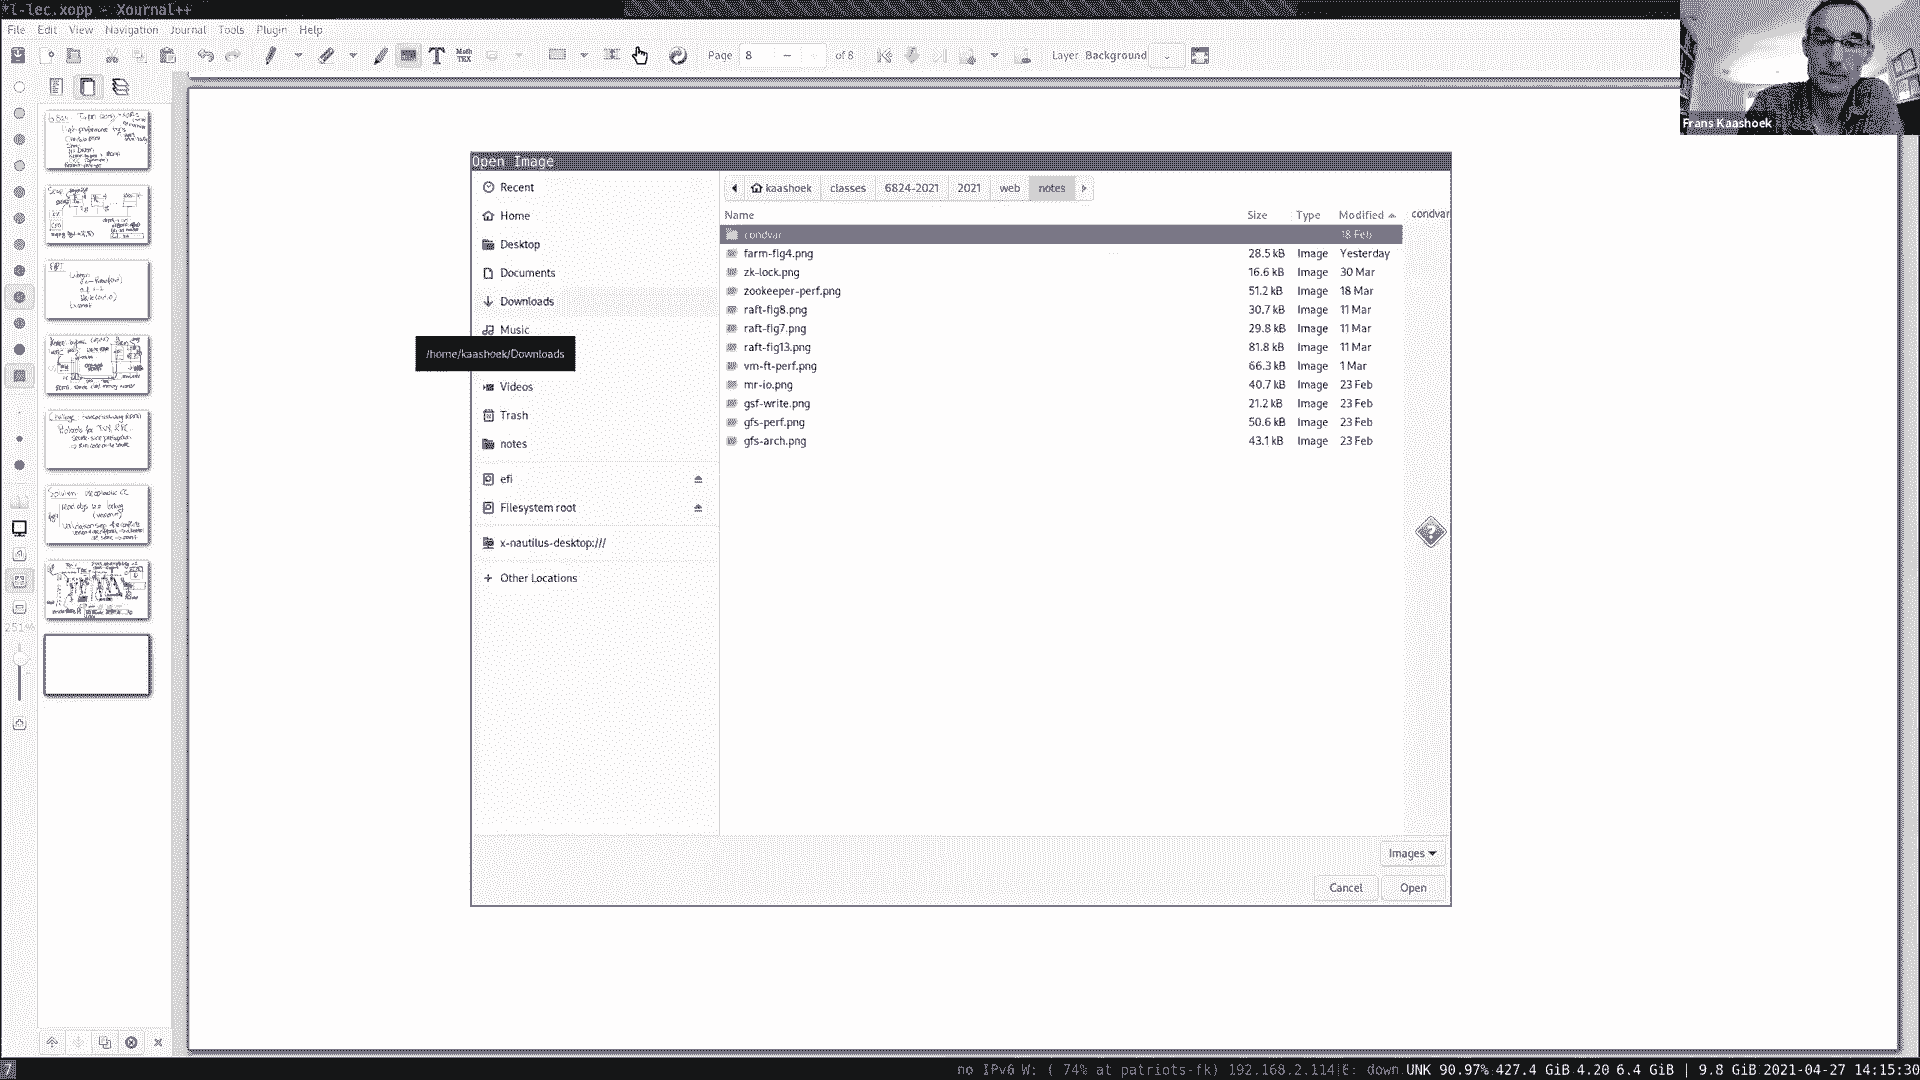 *l-lec.xopp - Xournal++
File Edit View Navigation Journal Tools Plugin Help
T Math TEX Page 8 of 8 Layer Background
Frans Kaashoek
Open Image
Recent
Home
Desktop
Documents
Downloads
Music
/home/kaashoek/Downloads
Videos
Trash
notes
efi
Filesystem root
x-nautilus-desktop:///
Other Locations
kaashoek classes 6824-2021 2021 web notes
Name Size Type Modified condvar
condvar 18 Feb
farm-fig4.png 28.5 kB Image Yesterday
zk-lock.png 16.6 kB Image 30 Mar
zookeeper-perf.png 51.2 kB Image 18 Mar
raft-fig8.png 30.7 kB Image 11 Mar
raft-fig7.png 29.8 kB Image 11 Mar
raft-fig13.png 81.8 kB Image 11 Mar
vm-ft-perf.png 66.3 kB Image 1 Mar
mr-io.png 40.7 kB Image 23 Feb
gsf-write.png 21.2 kB Image 23 Feb
gfs-perf.png 50.6 kB Image 23 Feb
gfs-arch.png 43.1 kB Image 23 Feb
Images
Cancel Open
251%
7
no IPv6 W: ( 74% at patriots-fk) 192.168.2.114|E: down UNK 90.97% 427.4 GiB 4.20 6.4 GiB | 9.8 GiB 2021-04-27 14:15:30